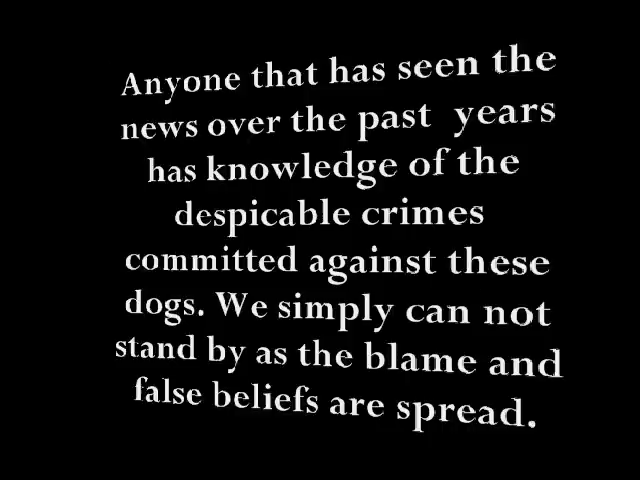 Anyone that has seen the
news over the past years
has knowledge of the
despicable crimes
committed against these
dogs. We simply can not
stand by as the blame and
false beliefs are spread.